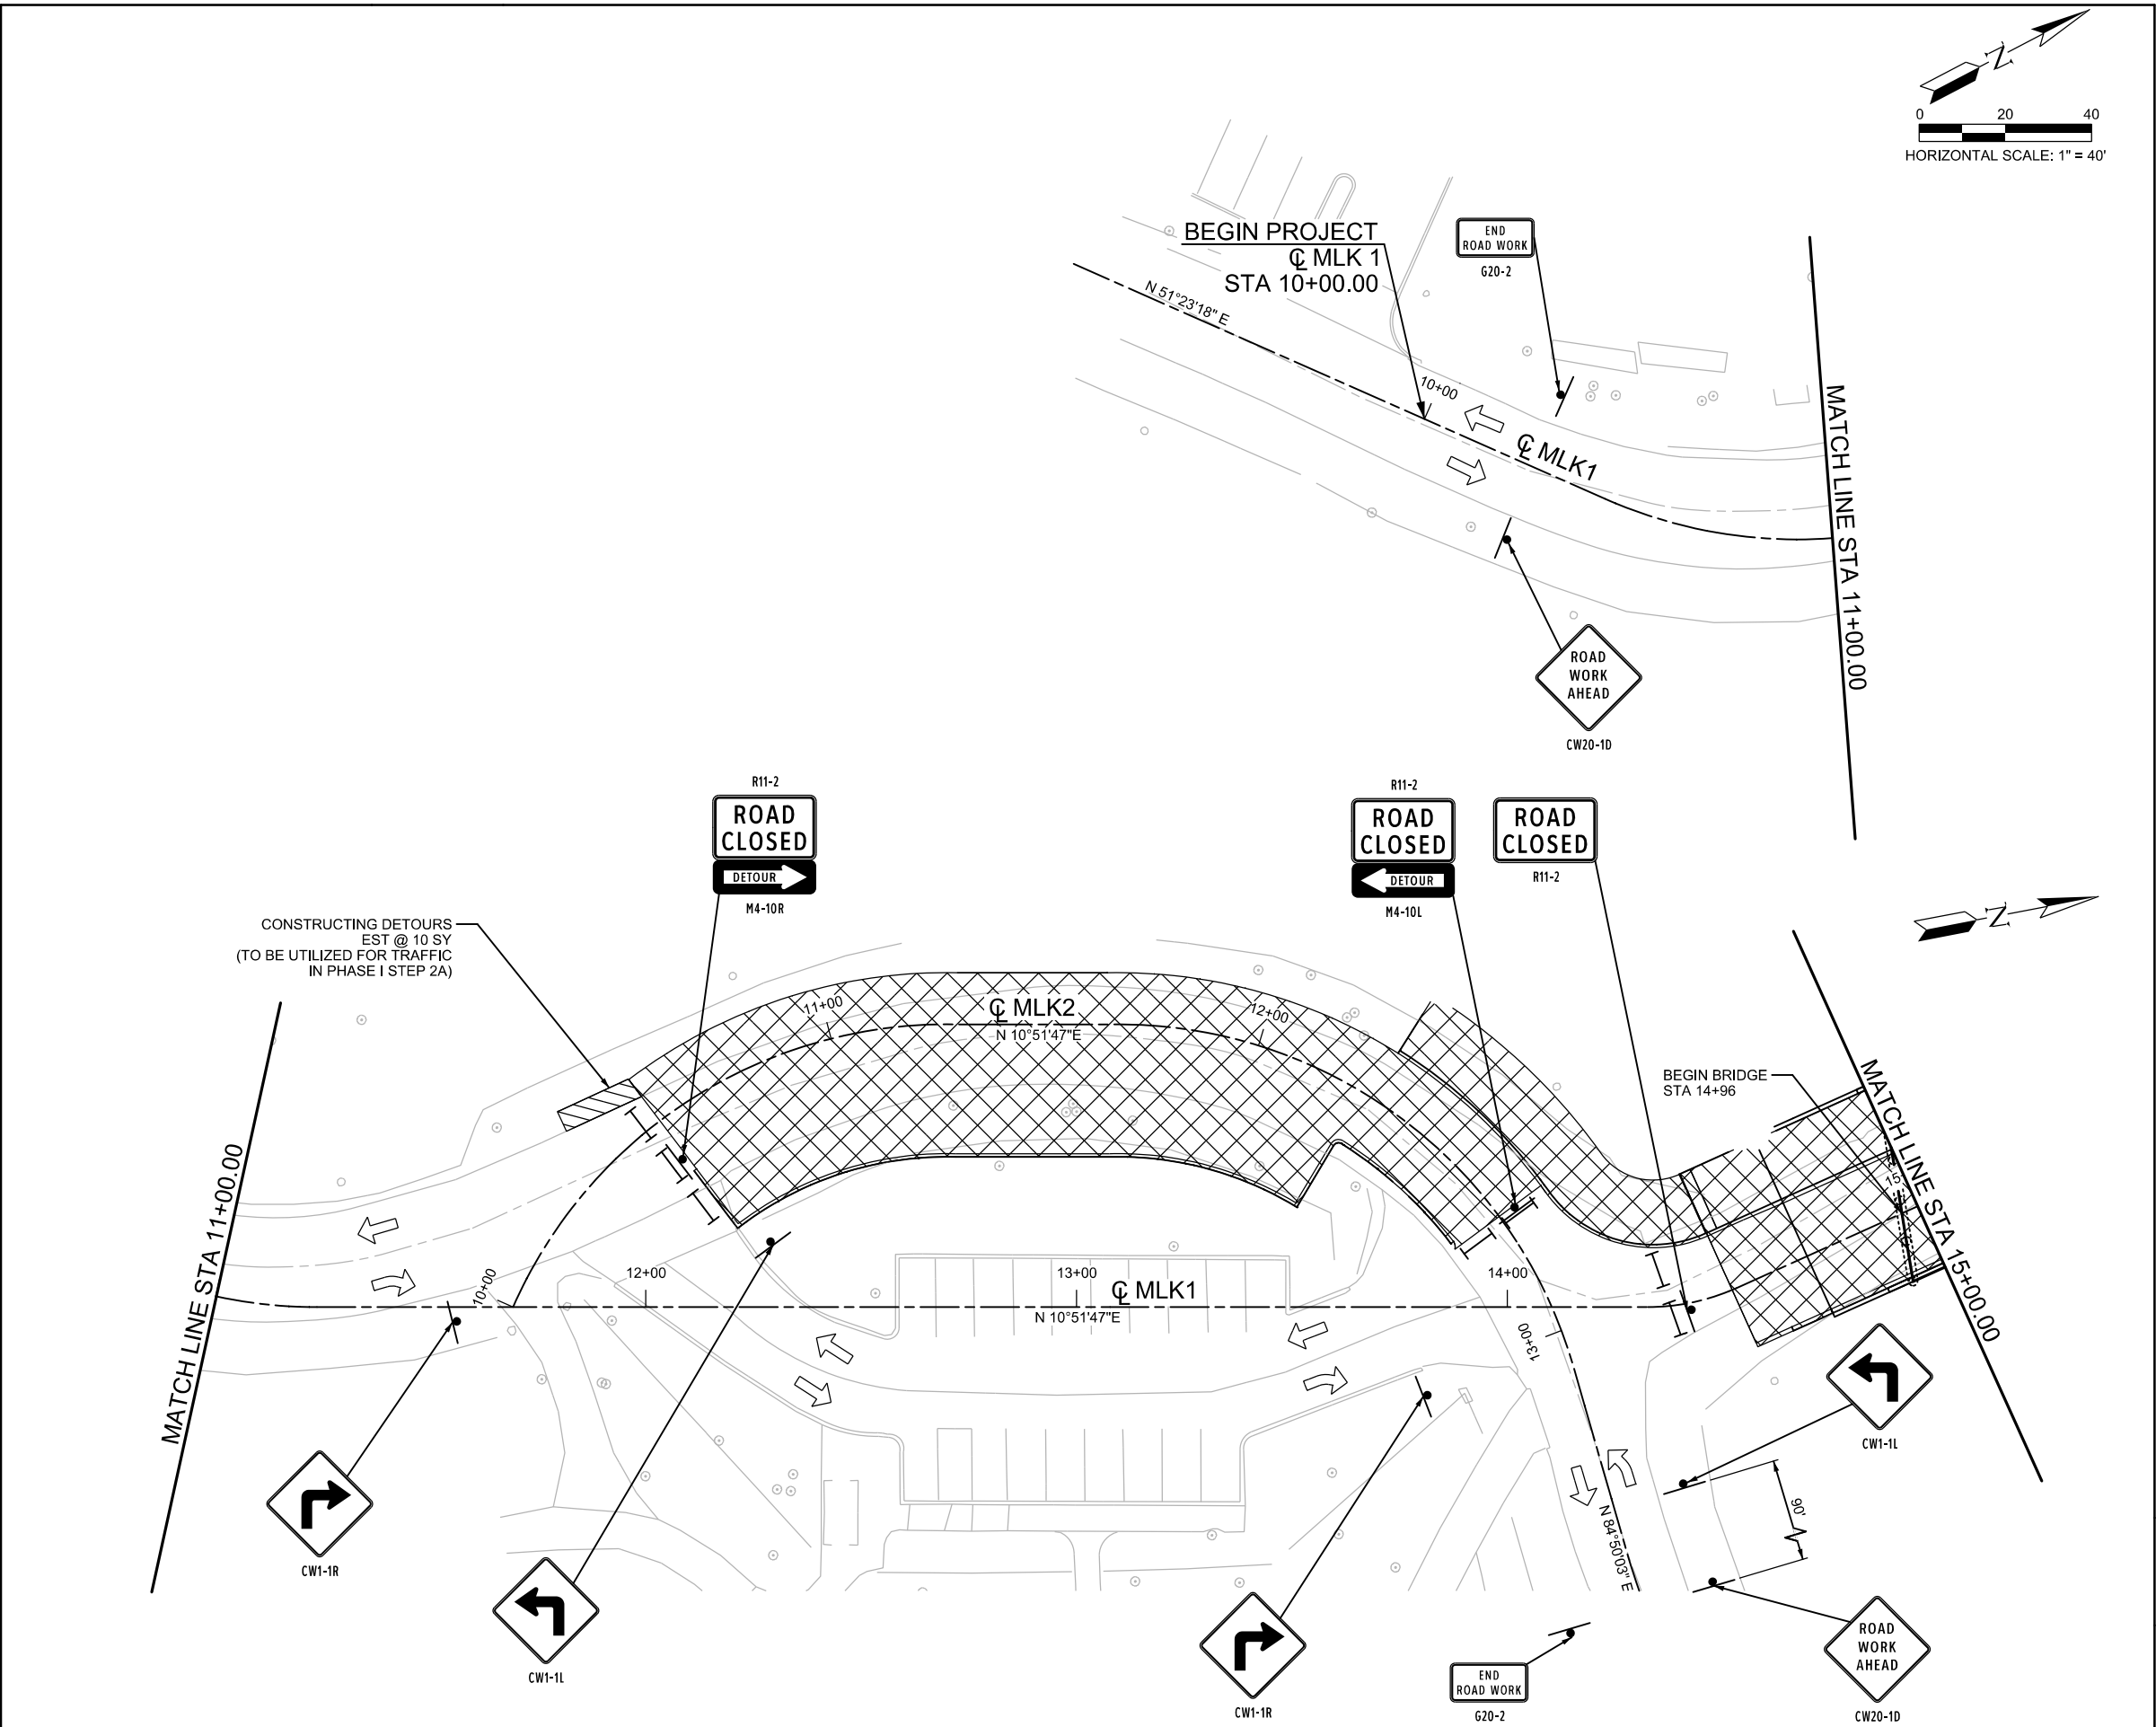 N
0 20 40
HORIZONTAL SCALE: 1" = 40'
BEGIN PROJECT
℄ MLK 1
STA 10+00.00
END
ROAD WORK
G20-2
N 51°23'18" E
10+00
℄ MLK1
MATCH LINE STA 11+00.00
ROAD
WORK
AHEAD
CW20-1D
R11-2
ROAD
CLOSED
DETOUR
M4-10R
R11-2
ROAD
CLOSED
DETOUR
M4-10L
ROAD
CLOSED
R11-2
N
CONSTRUCTING DETOURS
EST @ 10 SY
(TO BE UTILIZED FOR TRAFFIC
IN PHASE I STEP 2A)
11+00
℄ MLK2
N 10°51'47"E
12+00
BEGIN BRIDGE
STA 14+96
15
MATCH LINE STA 15+00.00
MATCH LINE STA 11+00.00
10+00
12+00
13+00
℄ MLK1
N 10°51'47"E
14+00
13+00
CW1-1R
CW1-1L
CW1-1R
CW1-1L
90'
N 84°50'03" E
END
ROAD WORK
G20-2
ROAD
WORK
AHEAD
CW20-1D